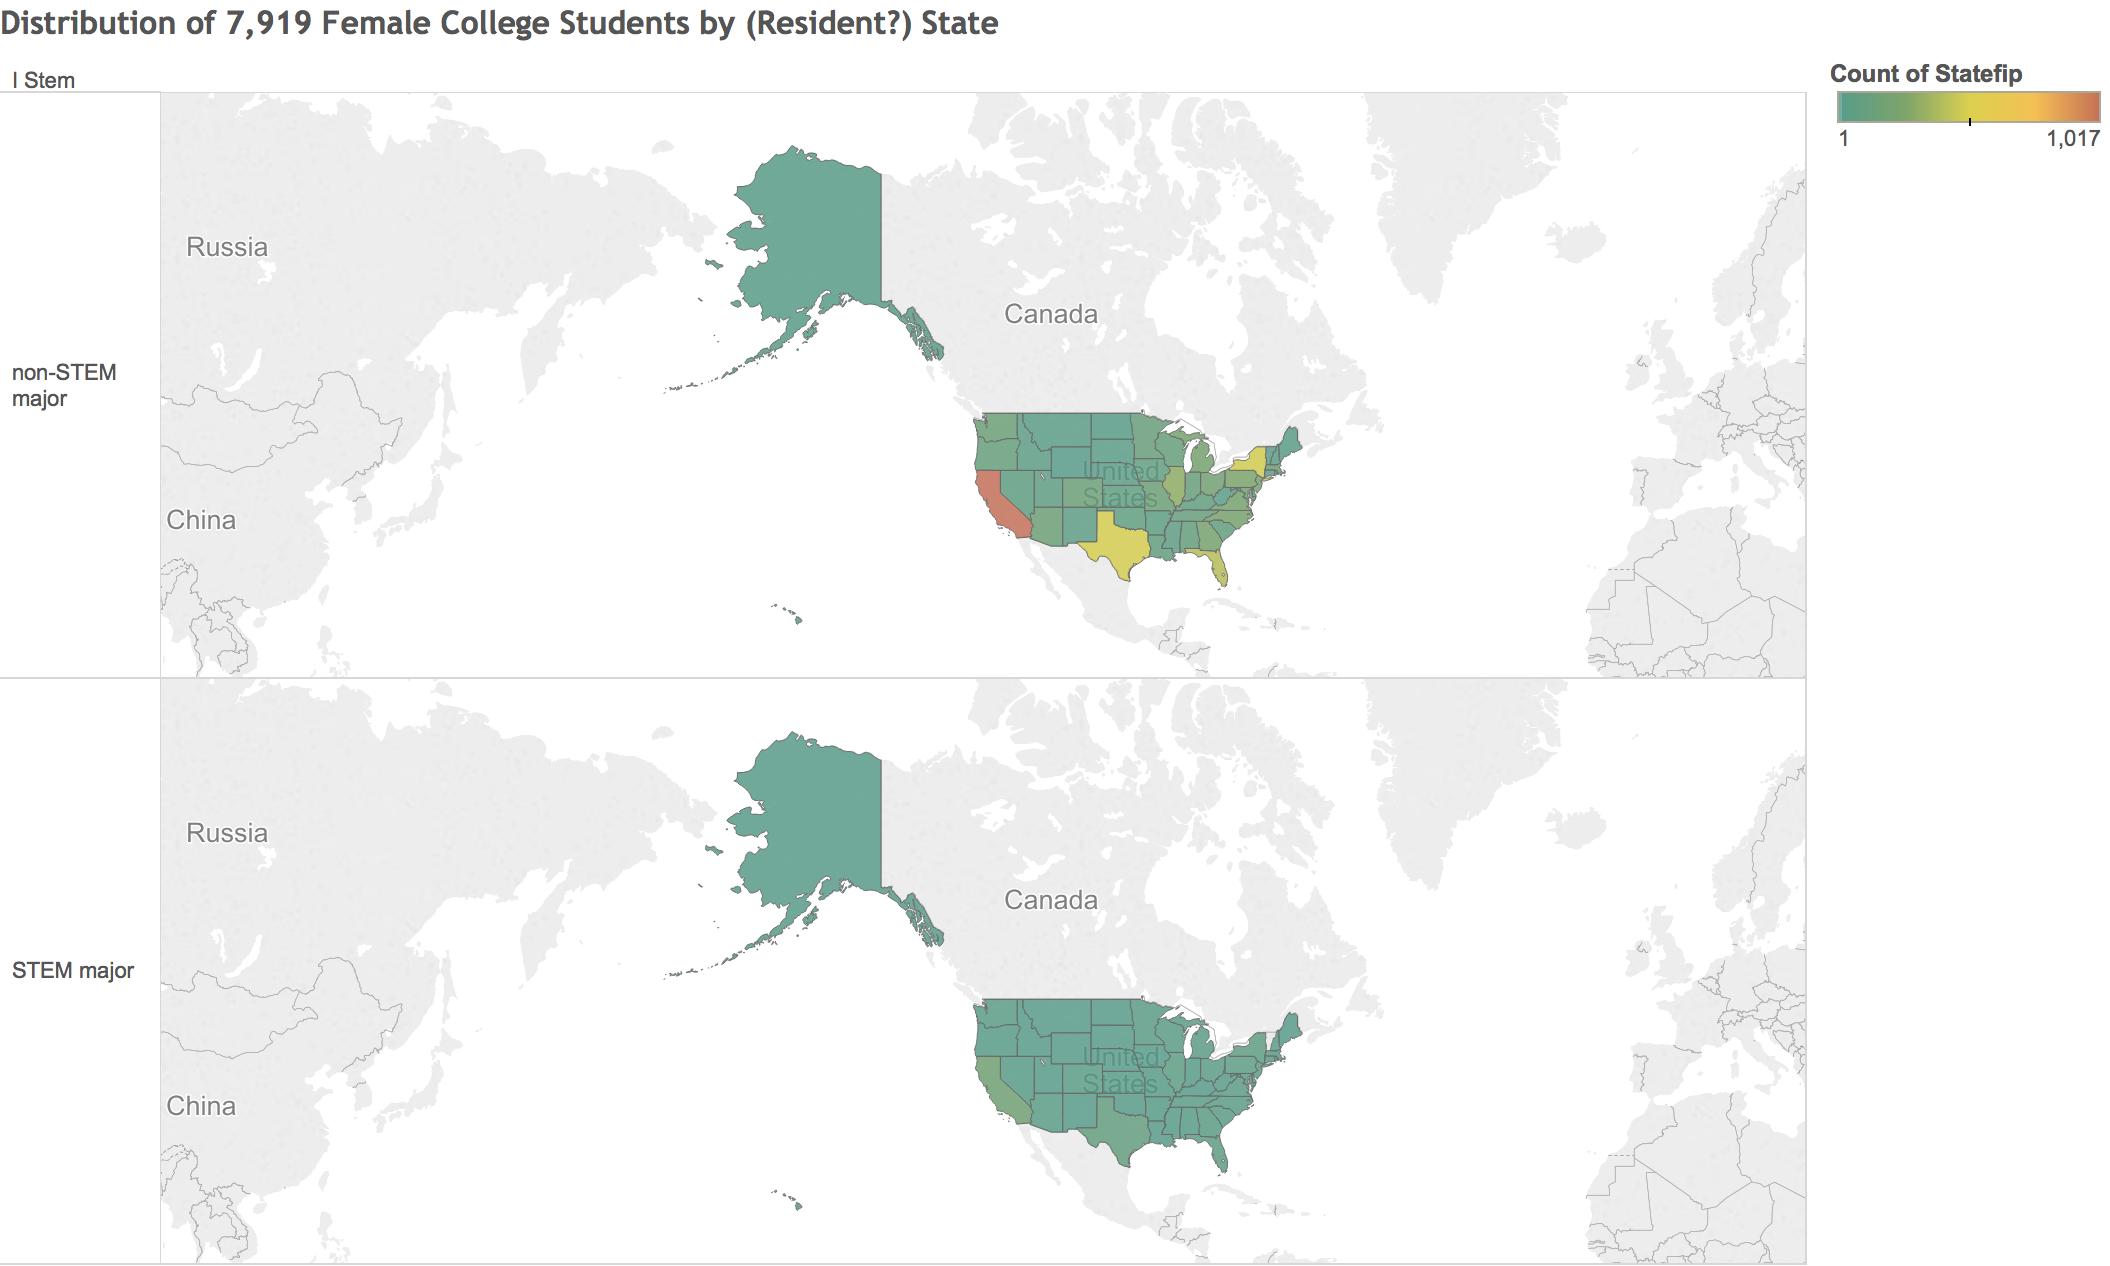 Distribution of 7,919 Female College Students by (Resident?) State
I Stem
Count of Statefip
1
1,017
non-STEM
major
Russia
China
Canada
United
States
STEM major
Russia
China
Canada
United
States